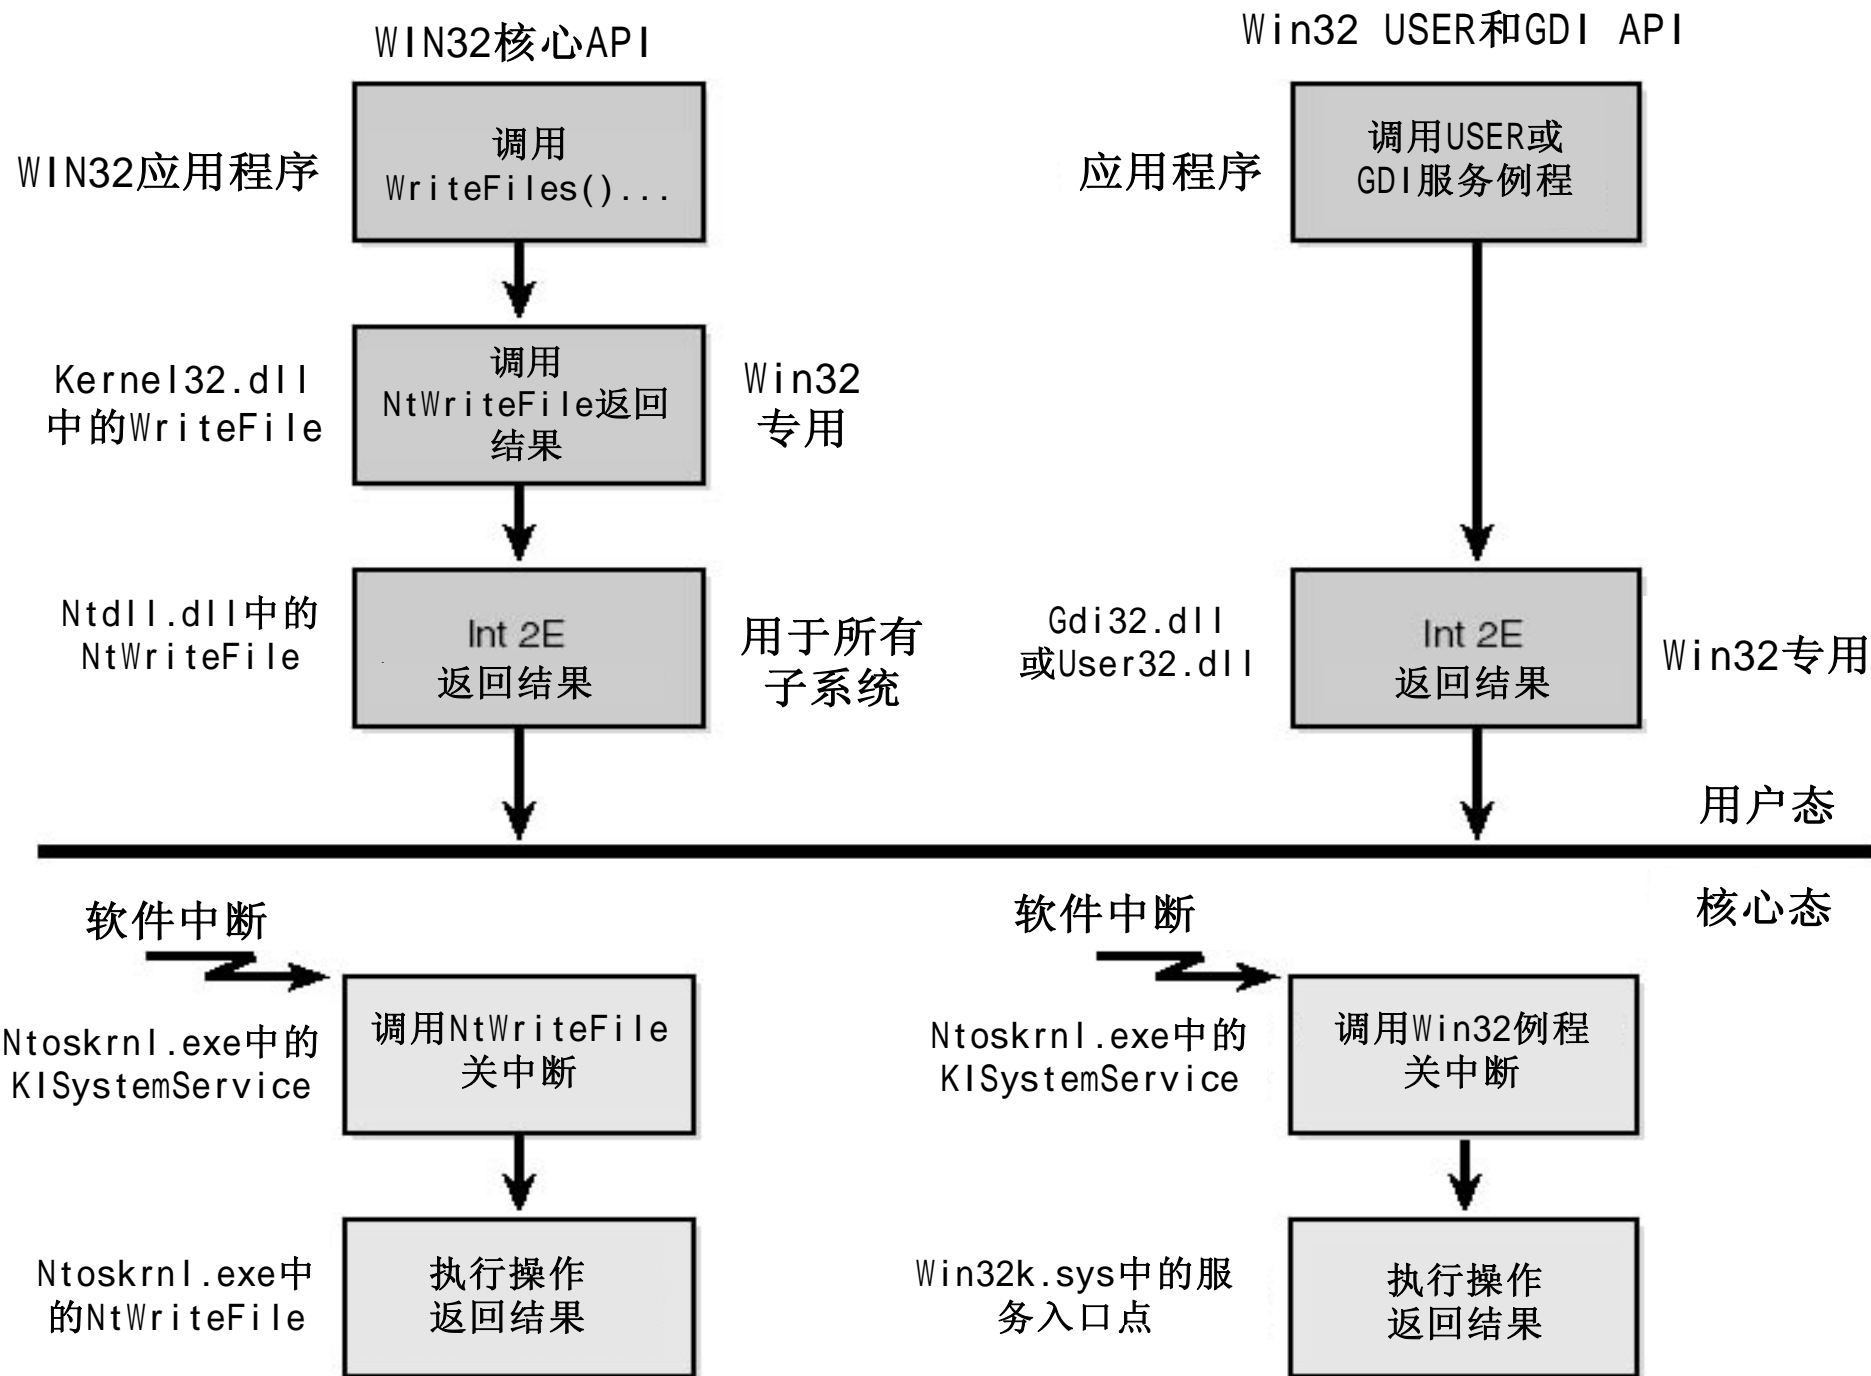 WIN32核心API
Win32 USER和GDI API
WIN32应用程序
调用
WriteFiles()...
应用程序
调用USER或
GDI服务例程
Kernel32.dll
中的WriteFile
调用
NtWriteFile返回
结果
Win32
专用
Ntdll.dll中的
NtWriteFile
Int 2E
返回结果
用于所有
子系统
Gdi32.dll
或User32.dll
Int 2E
返回结果
Win32专用
用户态
核心态
软件中断
软件中断
Ntoskrnl.exe中的
KISystemService
调用NtWriteFile
关中断
Ntoskrnl.exe中的
KISystemService
调用Win32例程
关中断
Ntoskrnl.exe中
的NtWriteFile
执行操作
返回结果
Win32k.sys中的服
务入口点
执行操作
返回结果